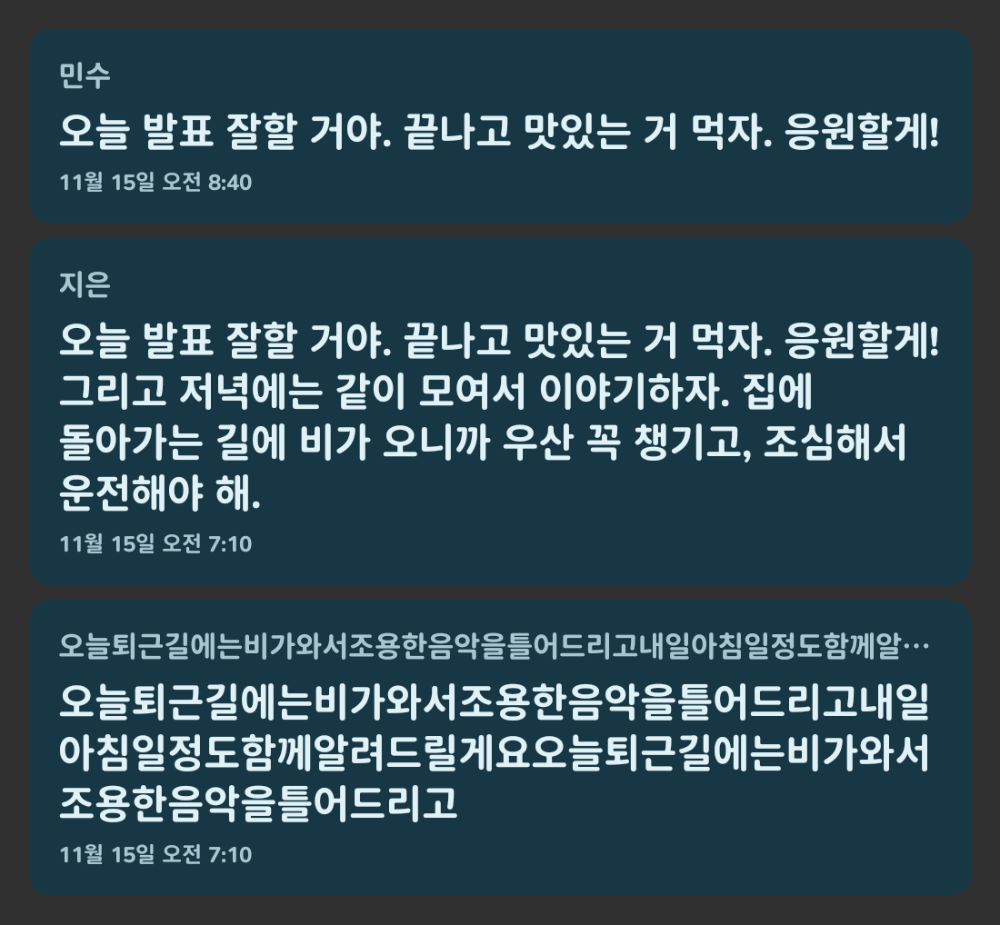 민수
오늘 발표 잘할 거야. 끝나고 맛있는 거 먹자. 응원할게!
11월 15일 오전 8:40
지은
오늘 발표 잘할 거야. 끝나고 맛있는 거 먹자. 응원할게!
그리고 저녁에는 같이 모여서 이야기하자. 집에
돌아가는 길에 비가 오니까 우산 꼭 챙기고, 조심해서
운전해야 해.
11월 15일 오전 7:10
오늘퇴근길에는비가와서조용한음악을틀어드리고내일아침일정도함께알…
오늘퇴근길에는비가와서조용한음악을틀어드리고내일
아침일정도함께알려드릴게요오늘퇴근길에는비가와서
조용한음악을틀어드리고
11월 15일 오전 7:10